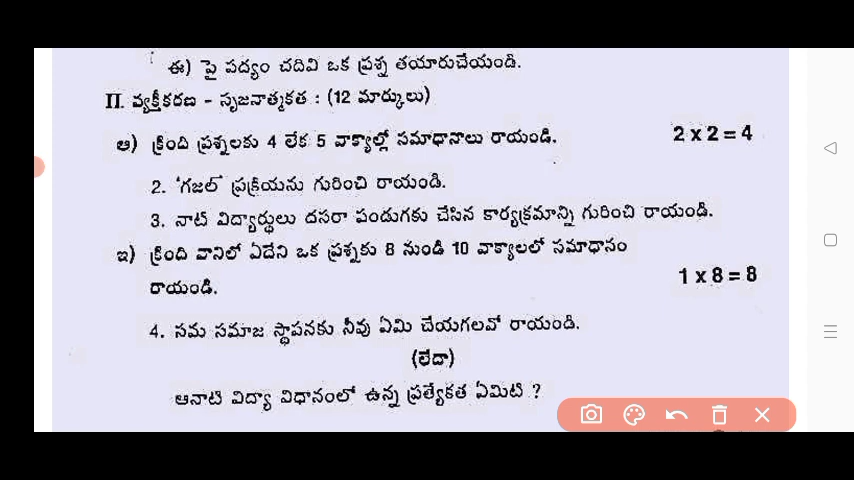 ఈ) పై పద్యం చదివి ఒక ప్రశ్న తయారుచేయండి.
II. వ్యక్తీకరణ - సృజనాత్మకత : (12 మార్కులు)
ఆ) క్రింది ప్రశ్నలకు 4 లేక 5 వాక్యాల్లో సమాధానాలు రాయండి. 2 x 2 = 4
2. 'గజల్' ప్రక్రియను గురించి రాయండి.
3. నాటి విద్యార్థులు దసరా పండుగకు చేసిన కార్యక్రమాన్ని గురించి రాయండి.
ఇ) క్రింది వానిలో ఏదేని ఒక ప్రశ్నకు 8 నుండి 10 వాక్యాలలో సమాధానం
రాయండి. 1 x 8 = 8
4. సమ సమాజ స్థాపనకు నీవు ఏమి చేయగలవో రాయండి.
(లేదా)
ఆనాటి విద్యా విధానంలో ఉన్న ప్రత్యేకత ఏమిటి ?